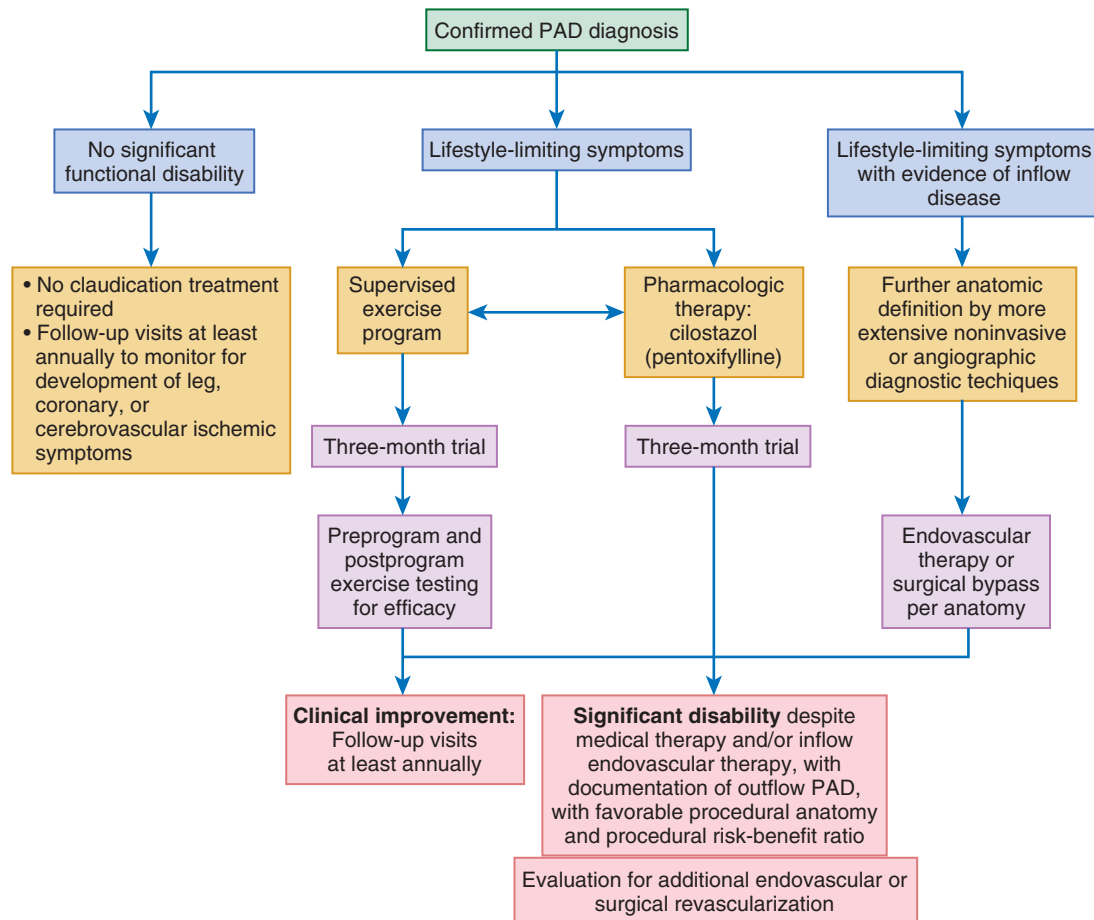 Confirmed PAD diagnosis
No significant
functional disability
Lifestyle-limiting symptoms
Lifestyle-limiting symptoms
with evidence of inflow
disease
• No claudication treatment
required
• Follow-up visits at least
annually to monitor for
development of leg,
coronary, or
cerebrovascular ischemic
symptoms
Supervised
exercise
program
Pharmacologic
therapy:
cilostazol
(pentoxifylline)
Further anatomic
definition by more
extensive noninvasive
or angiographic
diagnostic techiques
Three-month trial
Three-month trial
Preprogram and
postprogram
exercise testing
for efficacy
Endovascular
therapy or
surgical bypass
per anatomy
Clinical improvement:
Follow-up visits
at least annually
Significant disability despite
medical therapy and/or inflow
endovascular therapy, with
documentation of outflow PAD,
with favorable procedural anatomy
and procedural risk-benefit ratio
Evaluation for additional endovascular or
surgical revascularization